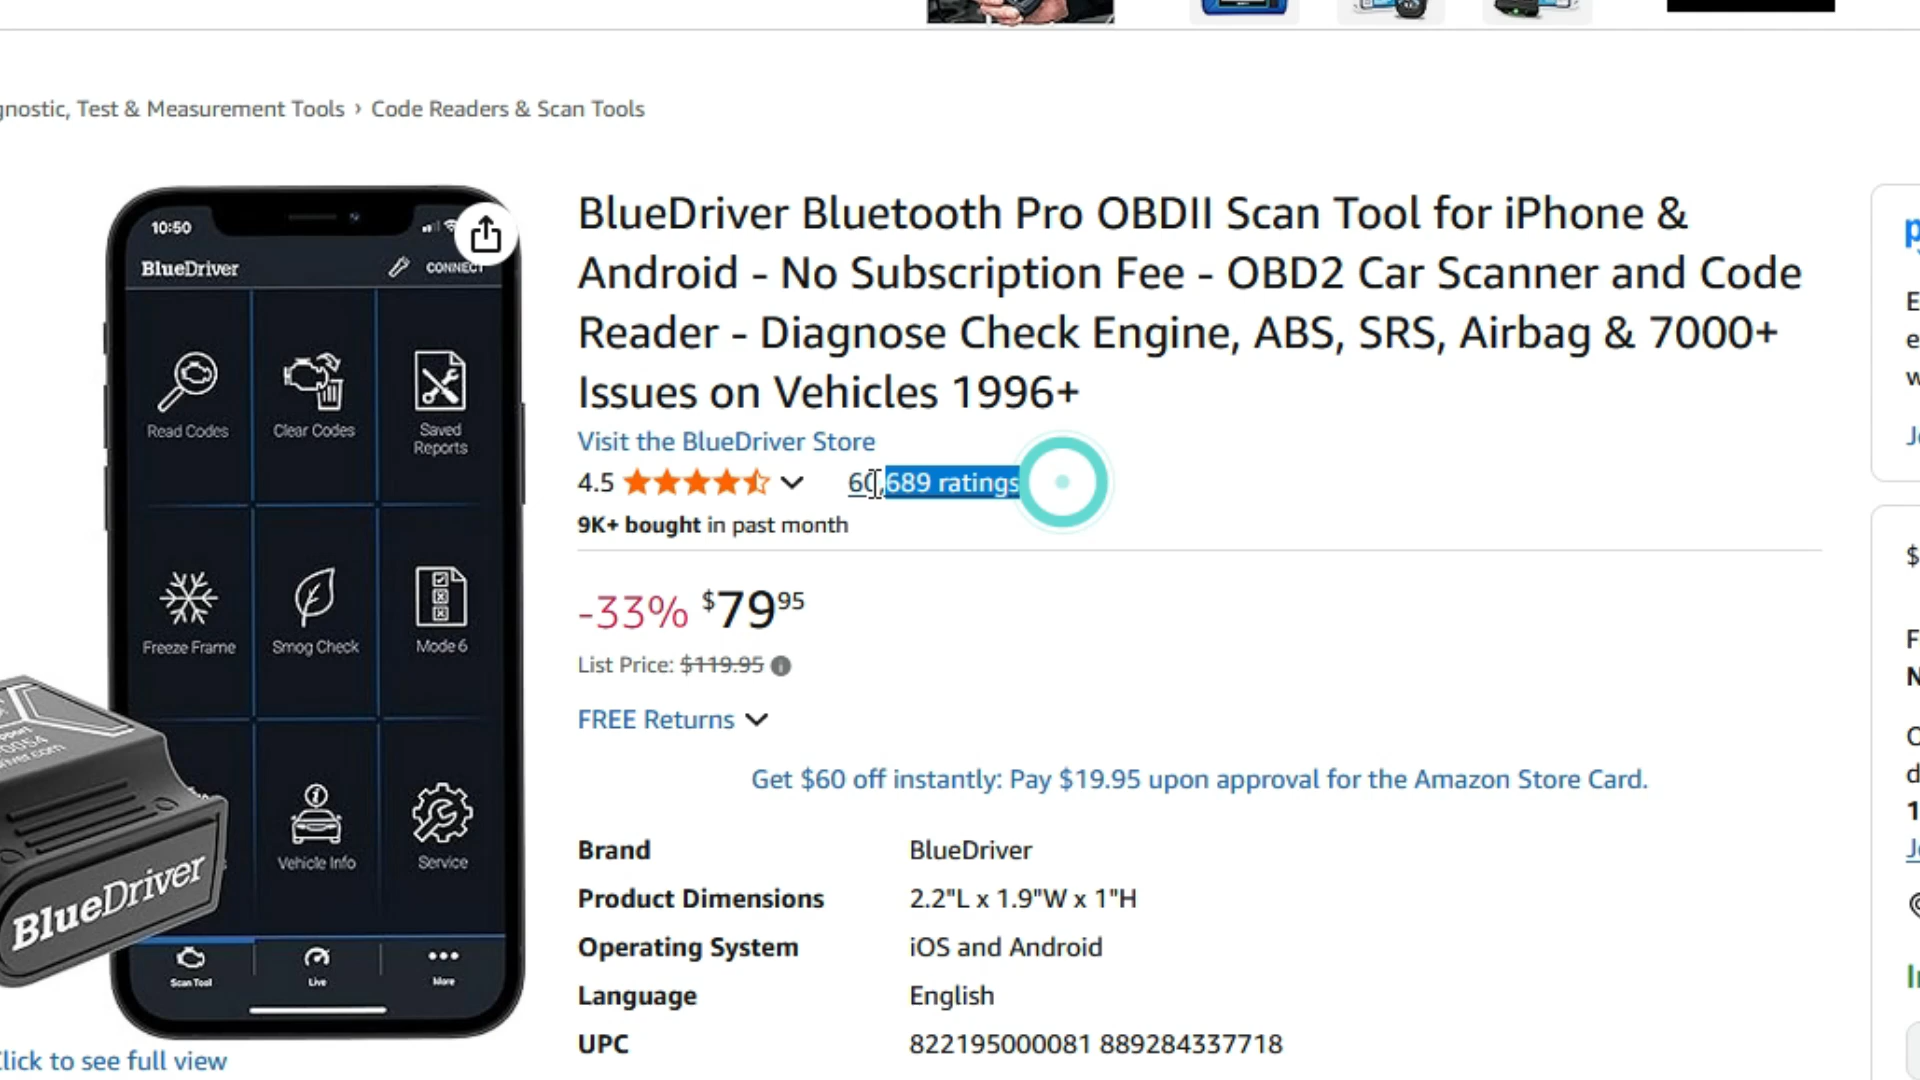 gnostic, Test & Measurement Tools › Code Readers & Scan Tools
10:50
BlueDriver
CONNECT
Read Codes
Clear Codes
Saved
Reports
Freeze Frame
Smog Check
Mode 6
Vehicle Info
Service
Scan Tool
Live
More
BlueDriver
Click to see full view
BlueDriver Bluetooth Pro OBDII Scan Tool for iPhone &
Android - No Subscription Fee - OBD2 Car Scanner and Code
Reader - Diagnose Check Engine, ABS, SRS, Airbag & 7000+
Issues on Vehicles 1996+
Visit the BlueDriver Store
4.5 60,689 ratings
9K+ bought in past month
-33% $79.95
List Price: $119.95
FREE Returns
Get $60 off instantly: Pay $19.95 upon approval for the Amazon Store Card.
Brand BlueDriver
Product Dimensions 2.2"L x 1.9"W x 1"H
Operating System iOS and Android
Language English
UPC 822195000081 889284337718